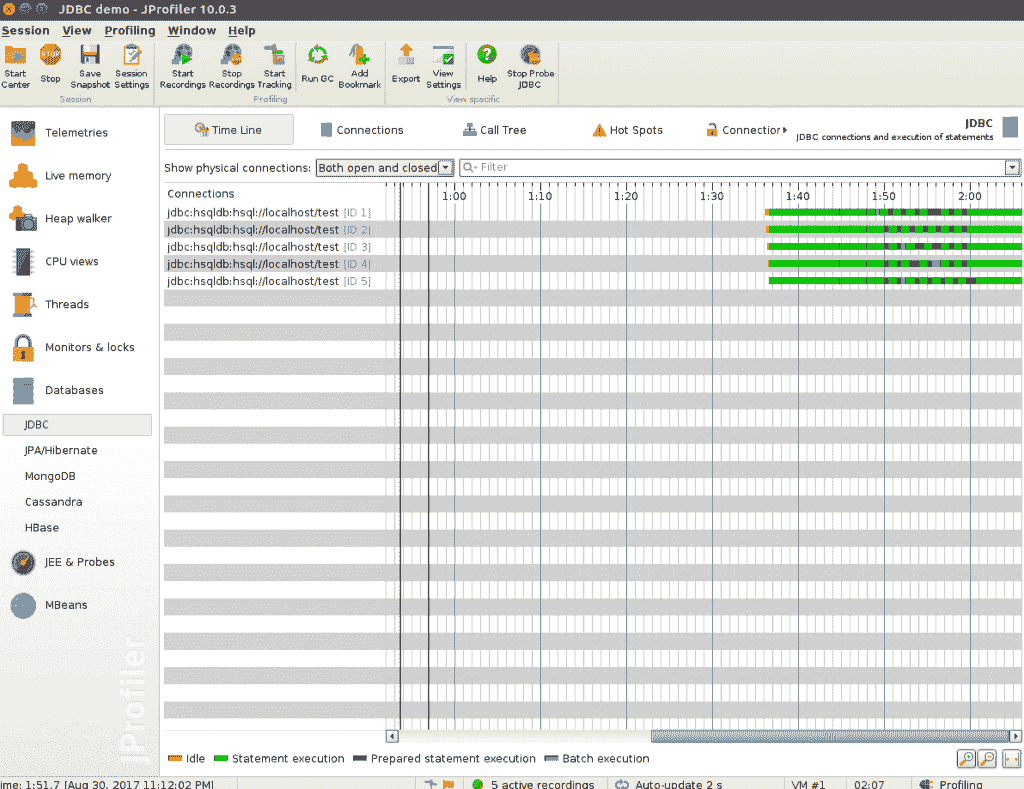 JDBC demo - JProfiler 10.0.3
Session View Profiling Window Help
Start Center
Stop
Save Snapshot
Session Settings
Start Recordings
Stop Recordings
Start Tracking
Run GC
Add Bookmark
Export
View Settings
Help
Stop Probe JDBC
Session
Profiling
View specific
Telemetries
Live memory
Heap walker
CPU views
Threads
Monitors & locks
Databases
JDBC
JPA/Hibernate
MongoDB
Cassandra
HBase
JEE & Probes
MBeans
JProfiler
Time Line
Connections
Call Tree
Hot Spots
Connection
JDBC
JDBC connections and execution of statements
Show physical connections: Both open and closed
Filter
Connections
1:00 1:10 1:20 1:30 1:40 1:50 2:00
jdbc:hsqldb:hsql://localhost/test [ID 1]
jdbc:hsqldb:hsql://localhost/test [ID 2]
jdbc:hsqldb:hsql://localhost/test [ID 3]
jdbc:hsqldb:hsql://localhost/test [ID 4]
jdbc:hsqldb:hsql://localhost/test [ID 5]
Idle Statement execution Prepared statement execution Batch execution
ime: 1:51.7 [Aug 30, 2017 11:12:02 PM]
5 active recordings
Auto-update 2 s
VM #1
02:07
Profiling